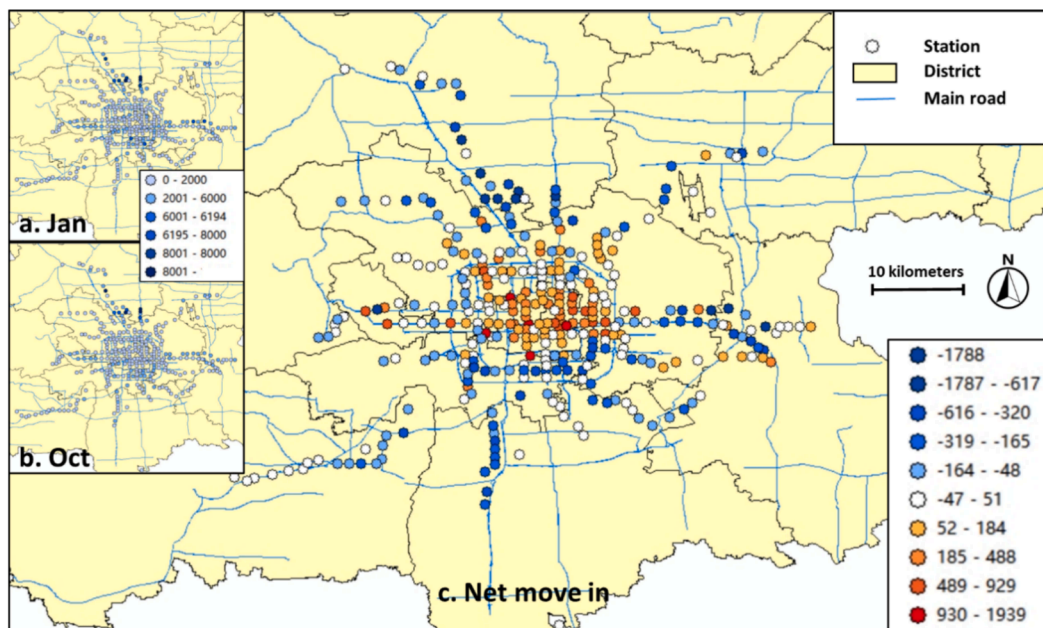 Station
District
Main road
0 - 2000
2001 - 6000
6001 - 6194
6195 - 8000
8001 - 8000
8001 -
a. Jan
b. Oct
10 kilometers
N
-1788
-1787 - -617
-616 - -320
-319 - -165
-164 - -48
-47 - 51
52 - 184
185 - 488
489 - 929
930 - 1939
c. Net move in